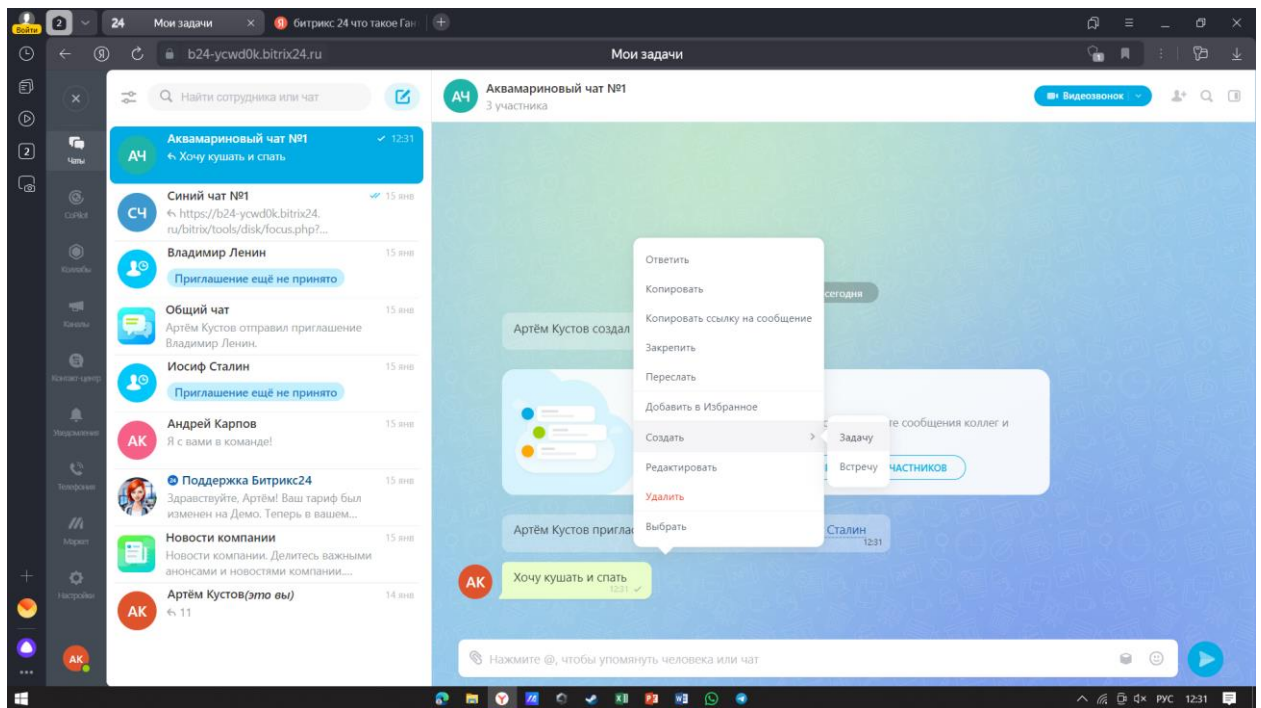 Войти
2
24 Мои задачи
битрикс 24 что такое Ган
b24-ycwd0k.bitrix24.ru
Мои задачи
1
2
Чаты
CoPilot
Коллабы
Каналы
Контакт-центр
Уведомления
Телефония
Маркет
Настройки
АК
Найти сотрудника или чат
АЧ
Аквамариновый чат №1 12:31
Хочу кушать и спать
СЧ
Синий чат №1 15 янв
https://b24-ycwd0k.bitrix24.
ru/bitrix/tools/disk/focus.php?...
Владимир Ленин 15 янв
Приглашение ещё не принято
Общий чат 15 янв
Артём Кустов отправил приглашение
Владимир Ленин.
Иосиф Сталин 15 янв
Приглашение ещё не принято
АК
Андрей Карпов 15 янв
Я с вами в команде!
24 Поддержка Битрикс24 15 янв
Здравствуйте, Артём! Ваш тариф был
изменен на Демо. Теперь в вашем...
Новости компании 15 янв
Новости компании. Делитесь важными
анонсами и новостями компании....
АК
Артём Кустов(это вы) 14 янв
11
АЧ
Аквамариновый чат №1
3 участника
Видеозвонок
сегодня
Артём Кустов создал
те сообщения коллег и
ЧАСТНИКОВ
Артём Кустов приглас
Сталин
12:31
АК
Хочу кушать и спать
12:31
Ответить
Копировать
Копировать ссылку на сообщение
Закрепить
Переслать
Добавить в Избранное
Создать
Редактировать
Удалить
Выбрать
Задачу
Встречу
Нажмите @, чтобы упомянуть человека или чат
РУС 12:31